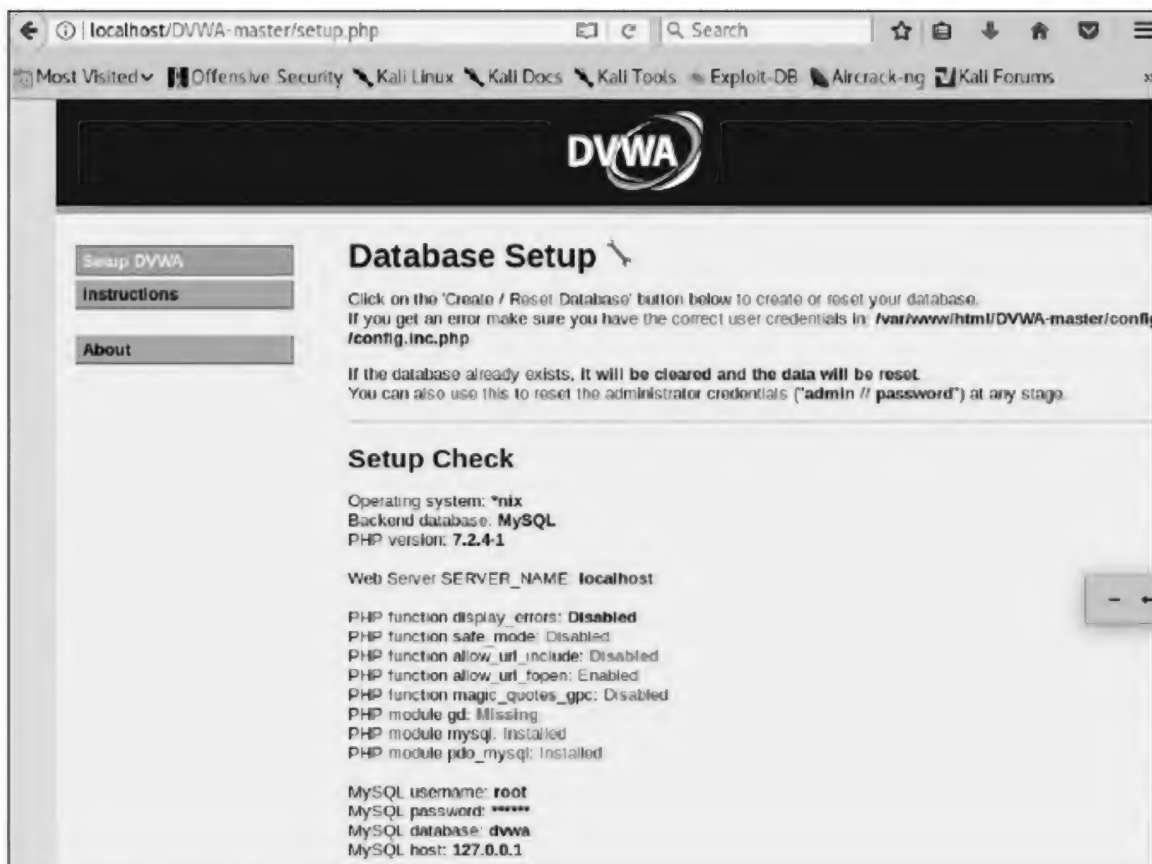 localhost/DVWA-master/setup.php
Search
Most Visited
Offensive Security
Kali Linux
Kali Docs
Kali Tools
Exploit-DB
Aircrack-ng
Kali Forums
DVWA
Setup DVWA
Instructions
About
Database Setup
Click on the 'Create / Reset Database' button below to create or reset your database.
If you get an error make sure you have the correct user credentials in: /var/www/html/DVWA-master/config
/config.inc.php
If the database already exists, it will be cleared and the data will be reset.
You can also use this to reset the administrator credentials ("admin // password") at any stage.
Setup Check
Operating system: *nix
Backend database: MySQL
PHP version: 7.2.4-1
Web Server SERVER_NAME: localhost
PHP function display_errors: Disabled
PHP function safe_mode: Disabled
PHP function allow_url_include: Disabled
PHP function allow_url_fopen: Enabled
PHP function magic_quotes_gpc: Disabled
PHP module gd: Missing
PHP module mysql: Installed
PHP module pdo_mysql: Installed
MySQL username: root
MySQL password: ******
MySQL database: dvwa
MySQL host: 127.0.0.1